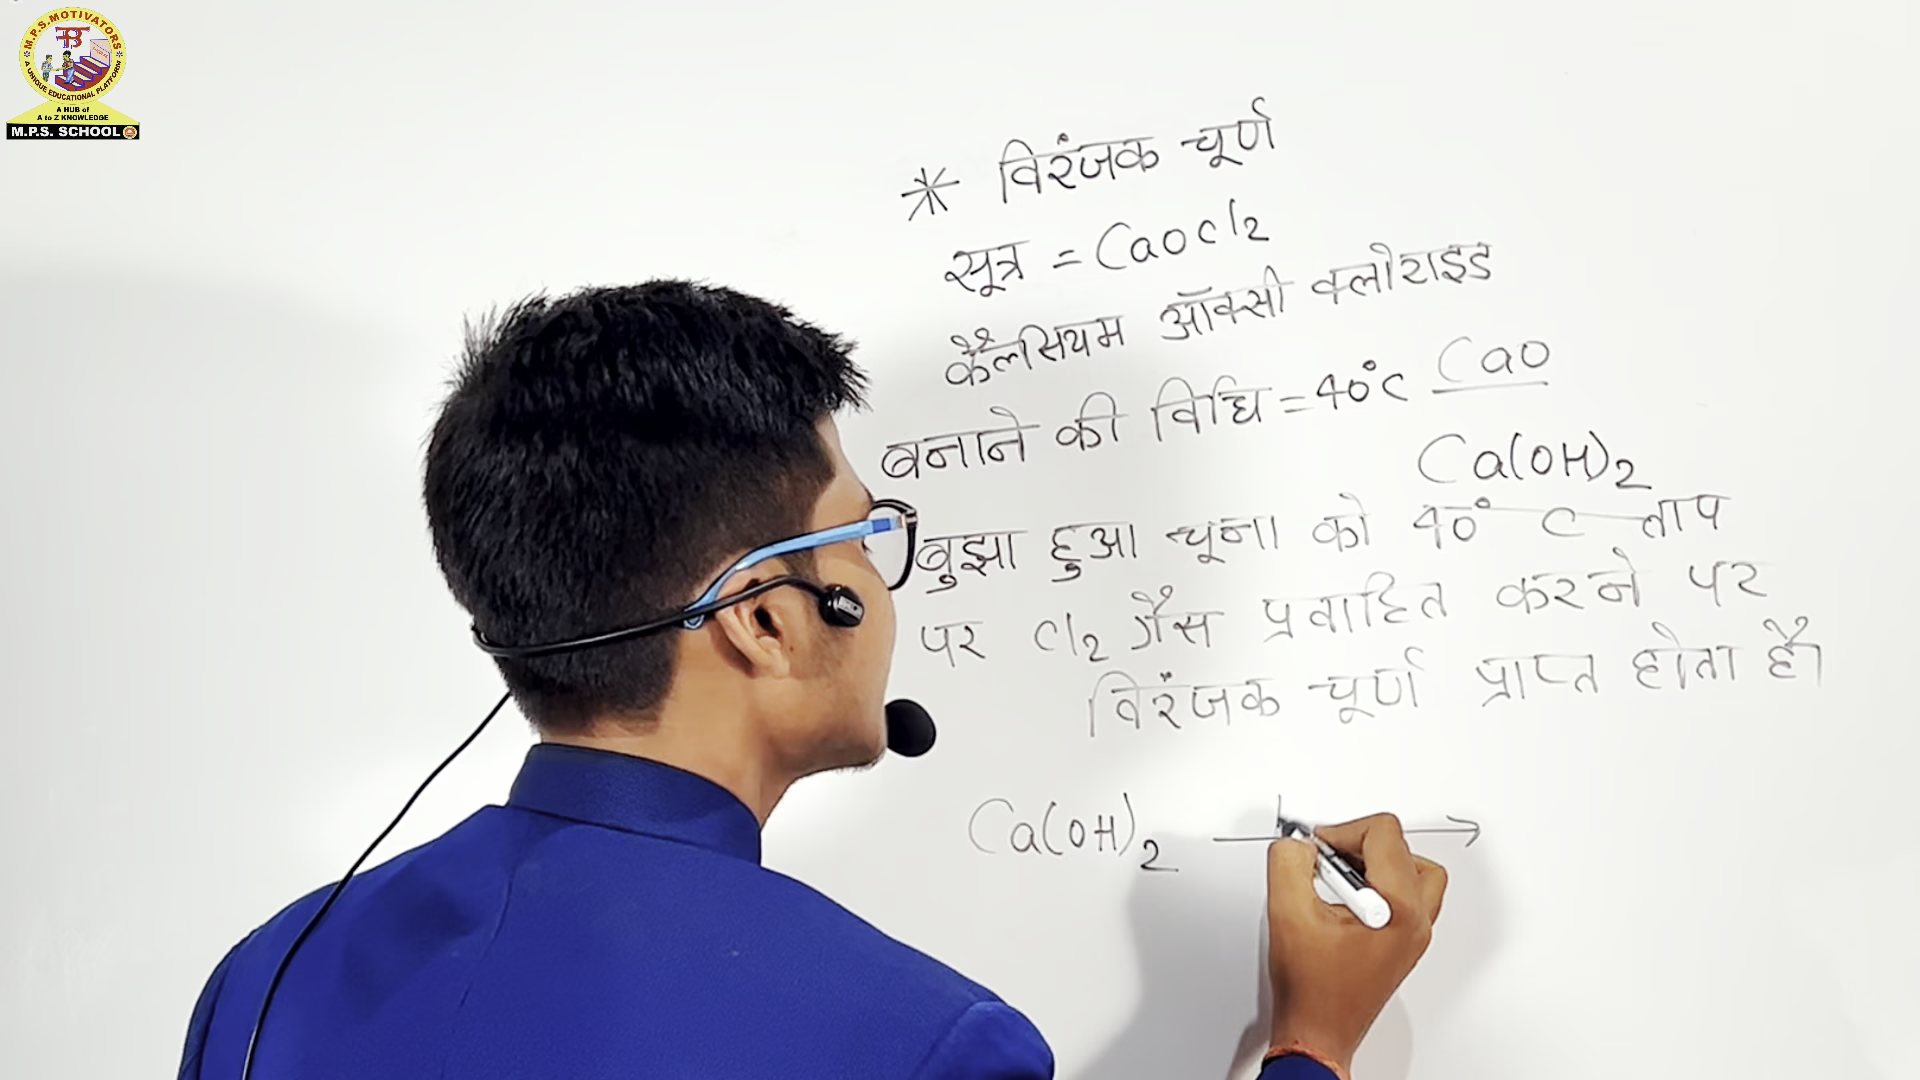 M.P.S.MOTIVATORS
A UNIQUE EDUCATIONAL PLATFORM
A HUB of
A to Z KNOWLEDGE
M.P.S. SCHOOL
* विरंजक चूर्ण
सूत्र = CaOCl2
कैल्सियम ऑक्सी क्लोराइड
बनाने की विधि = 40°C CaO
Ca(OH)2
बुझा हुआ चूना को 40° C ताप
पर Cl2 गैस प्रवाहित करने पर
विरंजक चूर्ण प्राप्त होता है।
Ca(OH)2 →